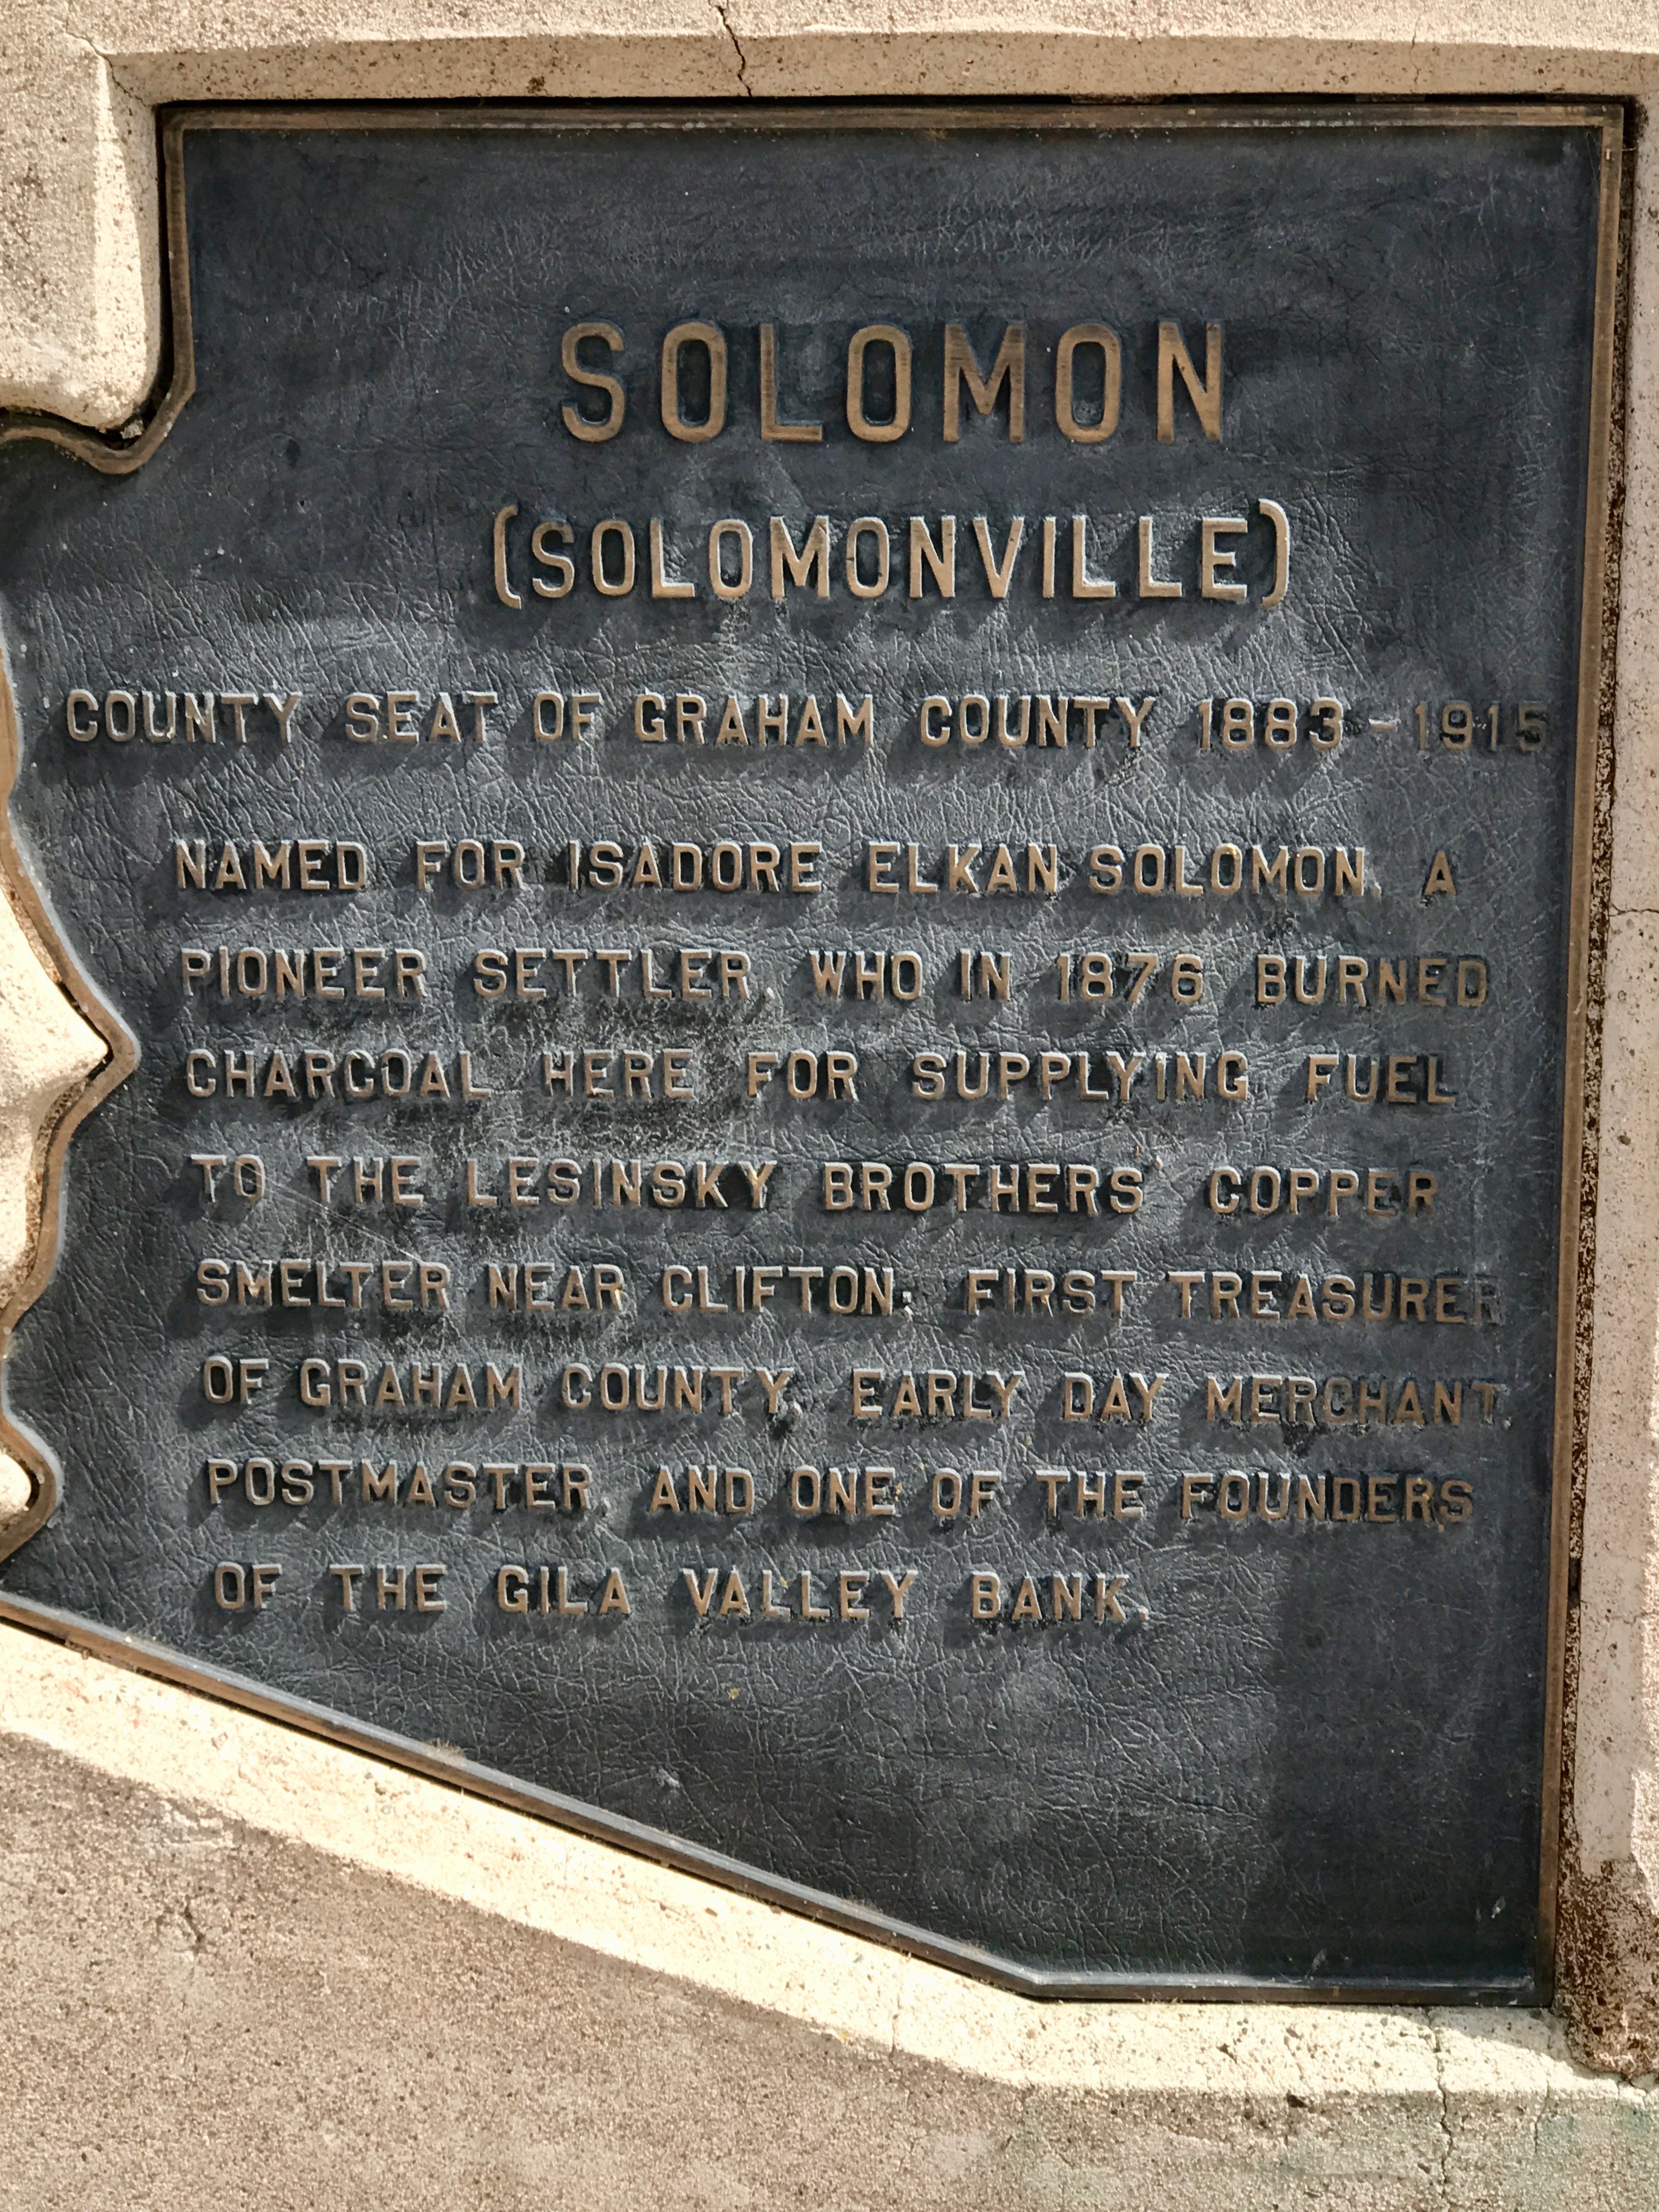 SOLOMON
(SOLOMONVILLE)
COUNTY SEAT OF GRAHAM COUNTY 1883-1915
NAMED FOR ISADORE ELKAN SOLOMON, A
PIONEER SETTLER, WHO IN 1876 BURNED
CHARCOAL HERE FOR SUPPLYING FUEL
TO THE LESINSKY BROTHERS' COPPER
SMELTER NEAR CLIFTON; FIRST TREASURER
OF GRAHAM COUNTY, EARLY DAY MERCHANT,
POSTMASTER, AND ONE OF THE FOUNDERS
OF THE GILA VALLEY BANK.